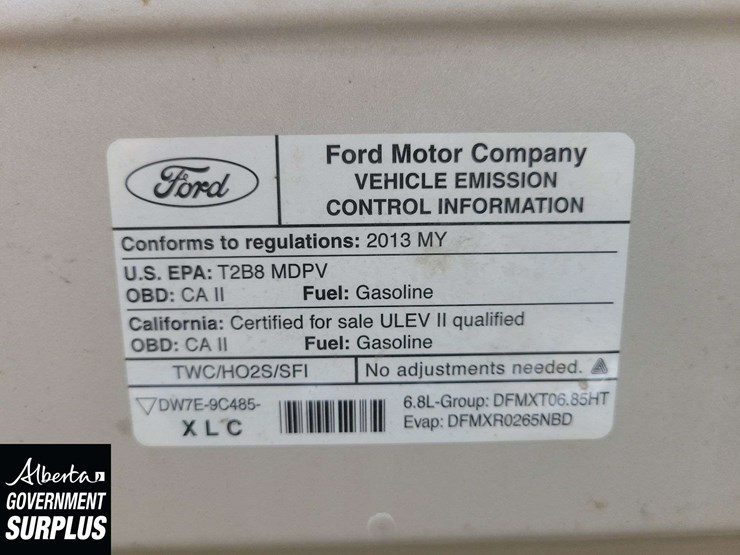 Ford
Ford Motor Company
VEHICLE EMISSION
CONTROL INFORMATION
Conforms to regulations: 2013 MY
U.S. EPA: T2B8 MDPV
OBD: CA II Fuel: Gasoline
California: Certified for sale ULEV II qualified
OBD: CA II Fuel: Gasoline
TWC/HO2S/SFI
No adjustments needed.
DW7E-9C485-
XLC
6.8L-Group: DFMXT06.85HT
Evap: DFMXR0265NBD
Alberta
GOVERNMENT
SURPLUS